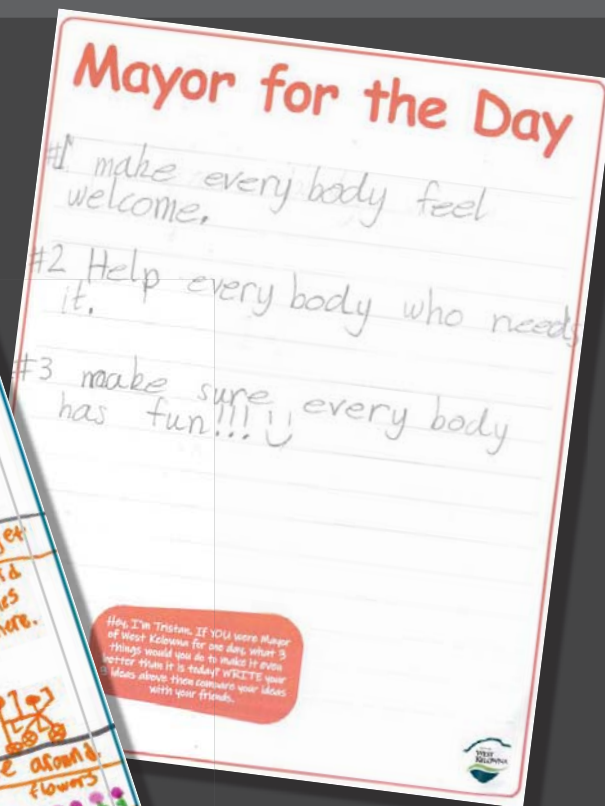 Mayor for the Day
#1 make every body feel
welcome.
#2 Help every body who needs
it.
#3 make sure every body
has fun!!!
Hey, I'm Tristan. If YOU were Mayor
of West Kelowna for one day, what 3
things would you do to make it even
better than it is today? WRITE your
ideas above then compare your ideas
with your friends.
WEST
KELOWNA
here.
e around.
flowers